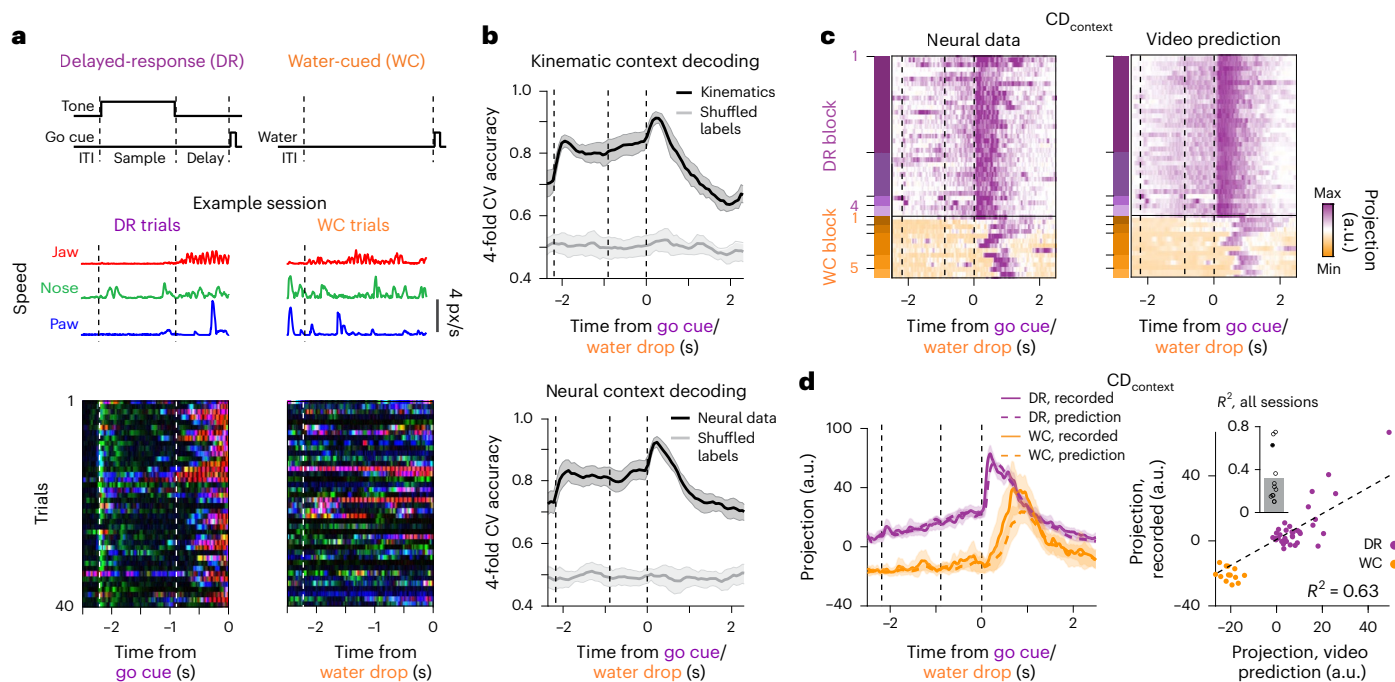 a
Delayed-response (DR)
Water-cued (WC)
Tone
Go cue
ITI
Sample
Delay
Water
ITI
Example session
DR trials
WC trials
Speed
Jaw
Nose
Paw
4 px/s
Trials
1
40
−2
−1
0
Time from
go cue (s)
−2
−1
0
Time from
water drop (s)
b
Kinematic context decoding
4-fold CV accuracy
1.0
0.8
0.6
0.4
Kinematics
Shuffled
labels
−2
0
2
Time from go cue/
water drop (s)
Neural context decoding
4-fold CV accuracy
1.0
0.8
0.6
0.4
Neural data
Shuffled
labels
−2
0
2
Time from go cue/
water drop (s)
c
CDcontext
Neural data
Video prediction
DR block
WC block
1
4
1
5
−2
0
2
Time from go cue/
water drop (s)
−2
0
2
Time from go cue/
water drop (s)
Max
Min
Projection
(a.u.)
d
CDcontext
DR, recorded
DR, prediction
WC, recorded
WC, prediction
Projection (a.u.)
100
40
0
−40
−2
0
2
Time from go cue/
water drop (s)
R², all sessions
0.8
0.4
0
Projection,
recorded (a.u.)
40
0
−40
DR
WC
R² = 0.63
−20
0
20
40
Projection, video
prediction (a.u.)